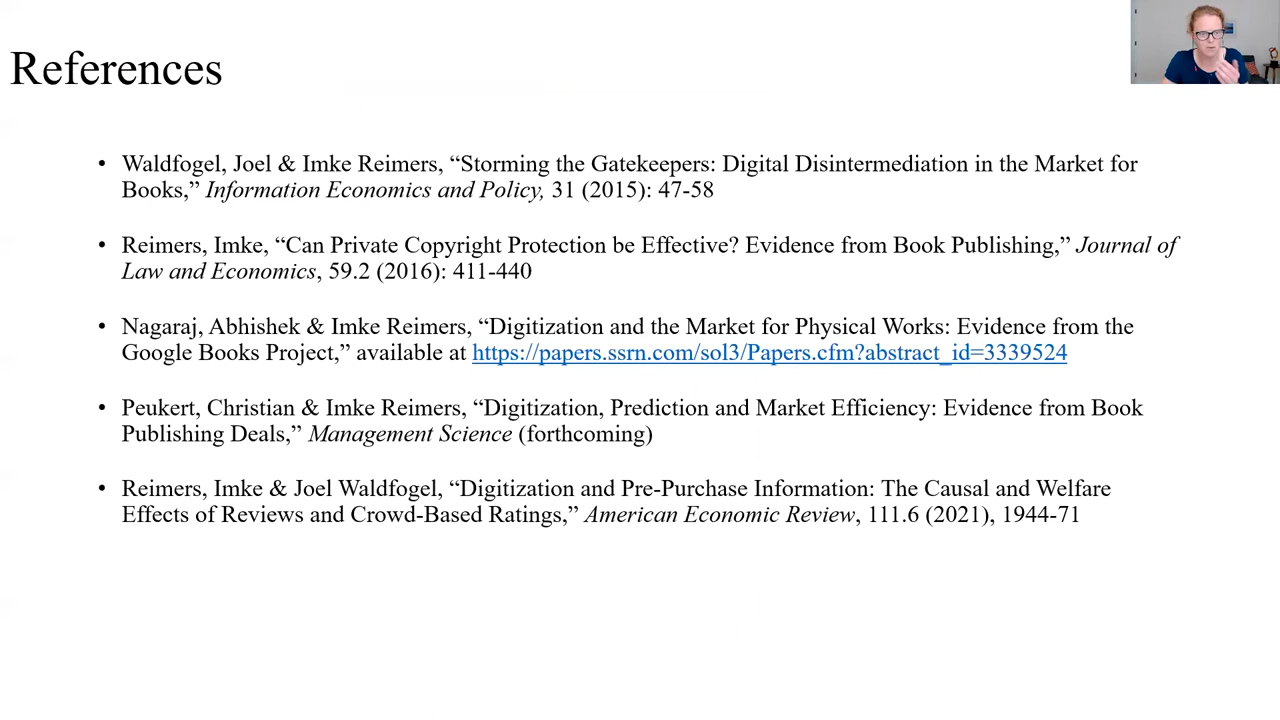 References
• Waldfogel, Joel & Imke Reimers, “Storming the Gatekeepers: Digital Disintermediation in the Market for
Books,” Information Economics and Policy, 31 (2015): 47-58
• Reimers, Imke, “Can Private Copyright Protection be Effective? Evidence from Book Publishing,” Journal of
Law and Economics, 59.2 (2016): 411-440
• Nagaraj, Abhishek & Imke Reimers, “Digitization and the Market for Physical Works: Evidence from the
Google Books Project,” available at https://papers.ssrn.com/sol3/Papers.cfm?abstract_id=3339524
• Peukert, Christian & Imke Reimers, “Digitization, Prediction and Market Efficiency: Evidence from Book
Publishing Deals,” Management Science (forthcoming)
• Reimers, Imke & Joel Waldfogel, “Digitization and Pre-Purchase Information: The Causal and Welfare
Effects of Reviews and Crowd-Based Ratings,” American Economic Review, 111.6 (2021), 1944-71